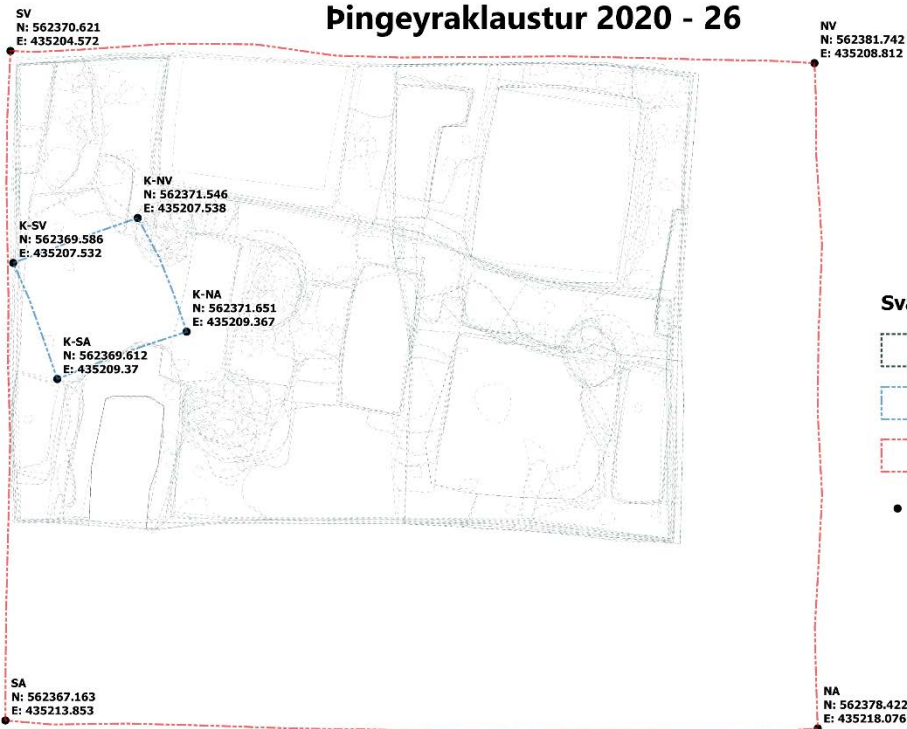 Þingeyraklaustur 2020 - 26
SV
N: 562370.621
E: 435204.572
NV
N: 562381.742
E: 435208.812
K-NV
N: 562371.546
E: 435207.538
K-SV
N: 562369.586
E: 435207.532
K-NA
N: 562371.651
E: 435209.367
K-SA
N: 562369.612
E: 435209.37
SA
N: 562367.163
E: 435213.853
NA
N: 562378.422
E: 435218.076